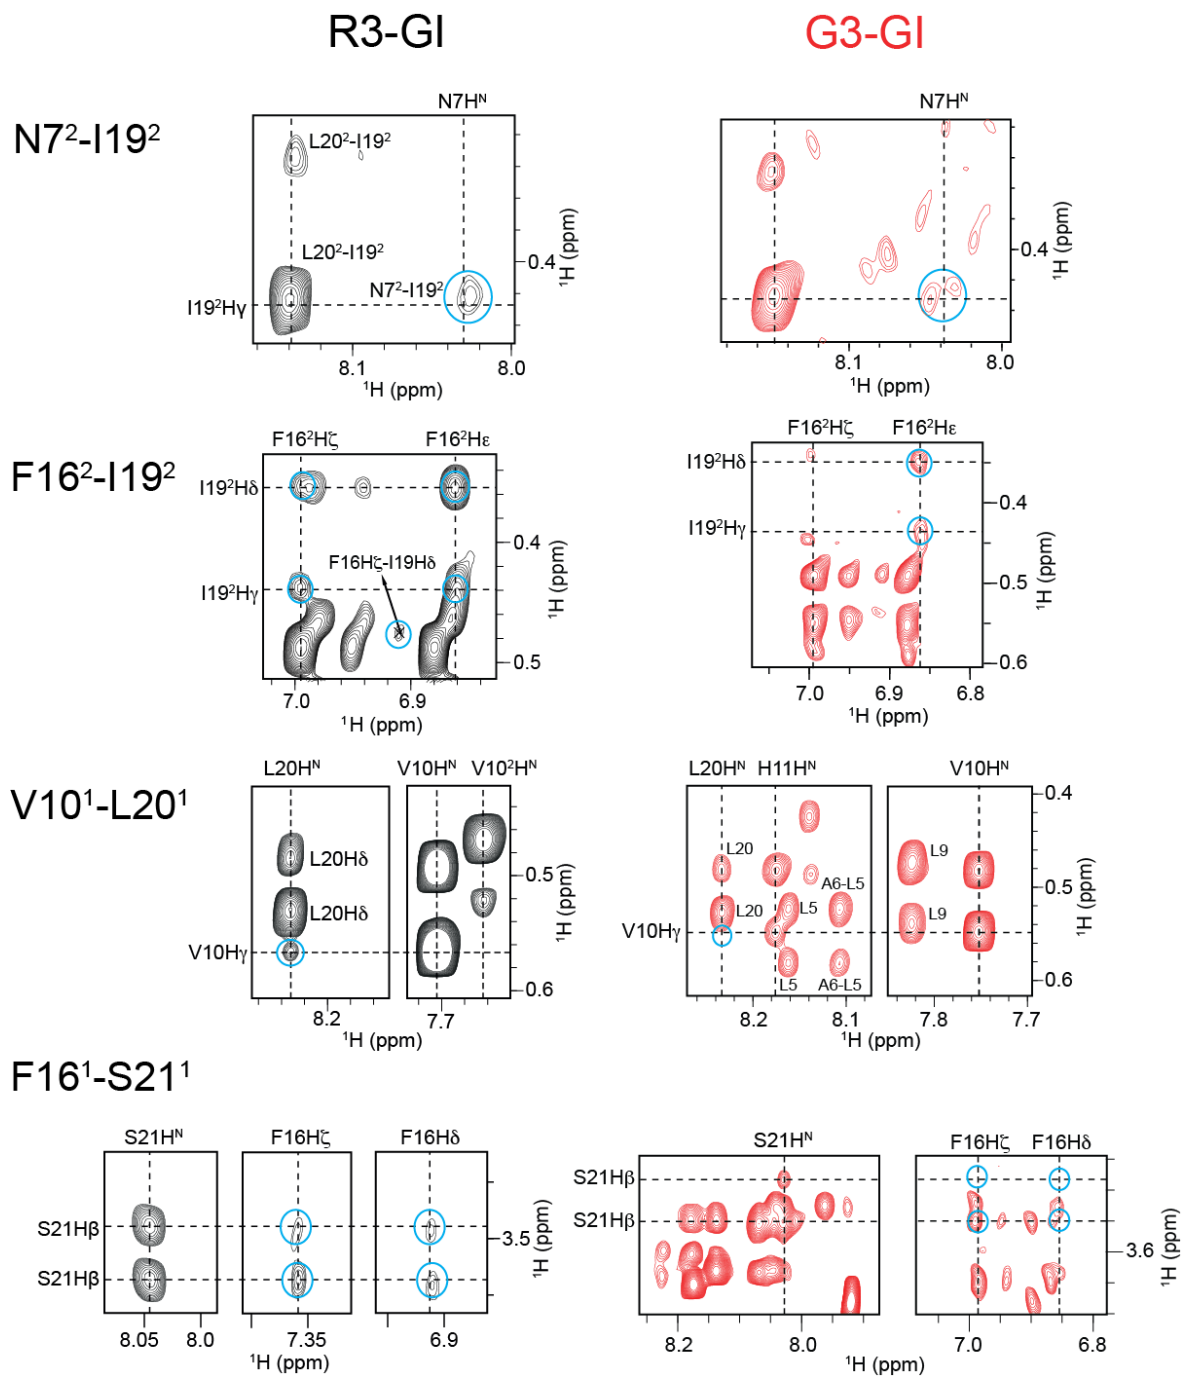 R3-GI
G3-GI
N7²-I19²
N7Hᴺ
L20²-I19²
L20²-I19²
N7²-I19²
I19²Hγ
0.4
¹H (ppm)
8.1
8.0
¹H (ppm)
N7Hᴺ
0.4
¹H (ppm)
8.1
8.0
¹H (ppm)
F16²-I19²
F16²Hζ
F16²Hε
I19²Hδ
F16Hζ-I19Hδ
I19²Hγ
0.4
0.5
¹H (ppm)
7.0
6.9
¹H (ppm)
F16²Hζ
F16²Hε
I19²Hδ
I19²Hγ
0.4
0.5
0.6
¹H (ppm)
7.0
6.9
6.8
¹H (ppm)
V10¹-L20¹
L20Hᴺ
V10Hᴺ
V10²Hᴺ
L20Hδ
L20Hδ
V10Hγ
0.5
0.6
¹H (ppm)
8.2
7.7
¹H (ppm)
L20Hᴺ
H11Hᴺ
V10Hᴺ
L20
L9
A6-L5
L20
L5
L9
V10Hγ
L5
A6-L5
0.4
0.5
0.6
¹H (ppm)
8.2
8.1
7.8
7.7
¹H (ppm)
F16¹-S21¹
S21Hᴺ
F16Hζ
F16Hδ
S21Hβ
S21Hβ
3.5
¹H (ppm)
8.05
8.0
7.35
6.9
¹H (ppm)
S21Hᴺ
F16Hζ
F16Hδ
S21Hβ
S21Hβ
3.6
¹H (ppm)
8.2
8.0
7.0
6.8
¹H (ppm)